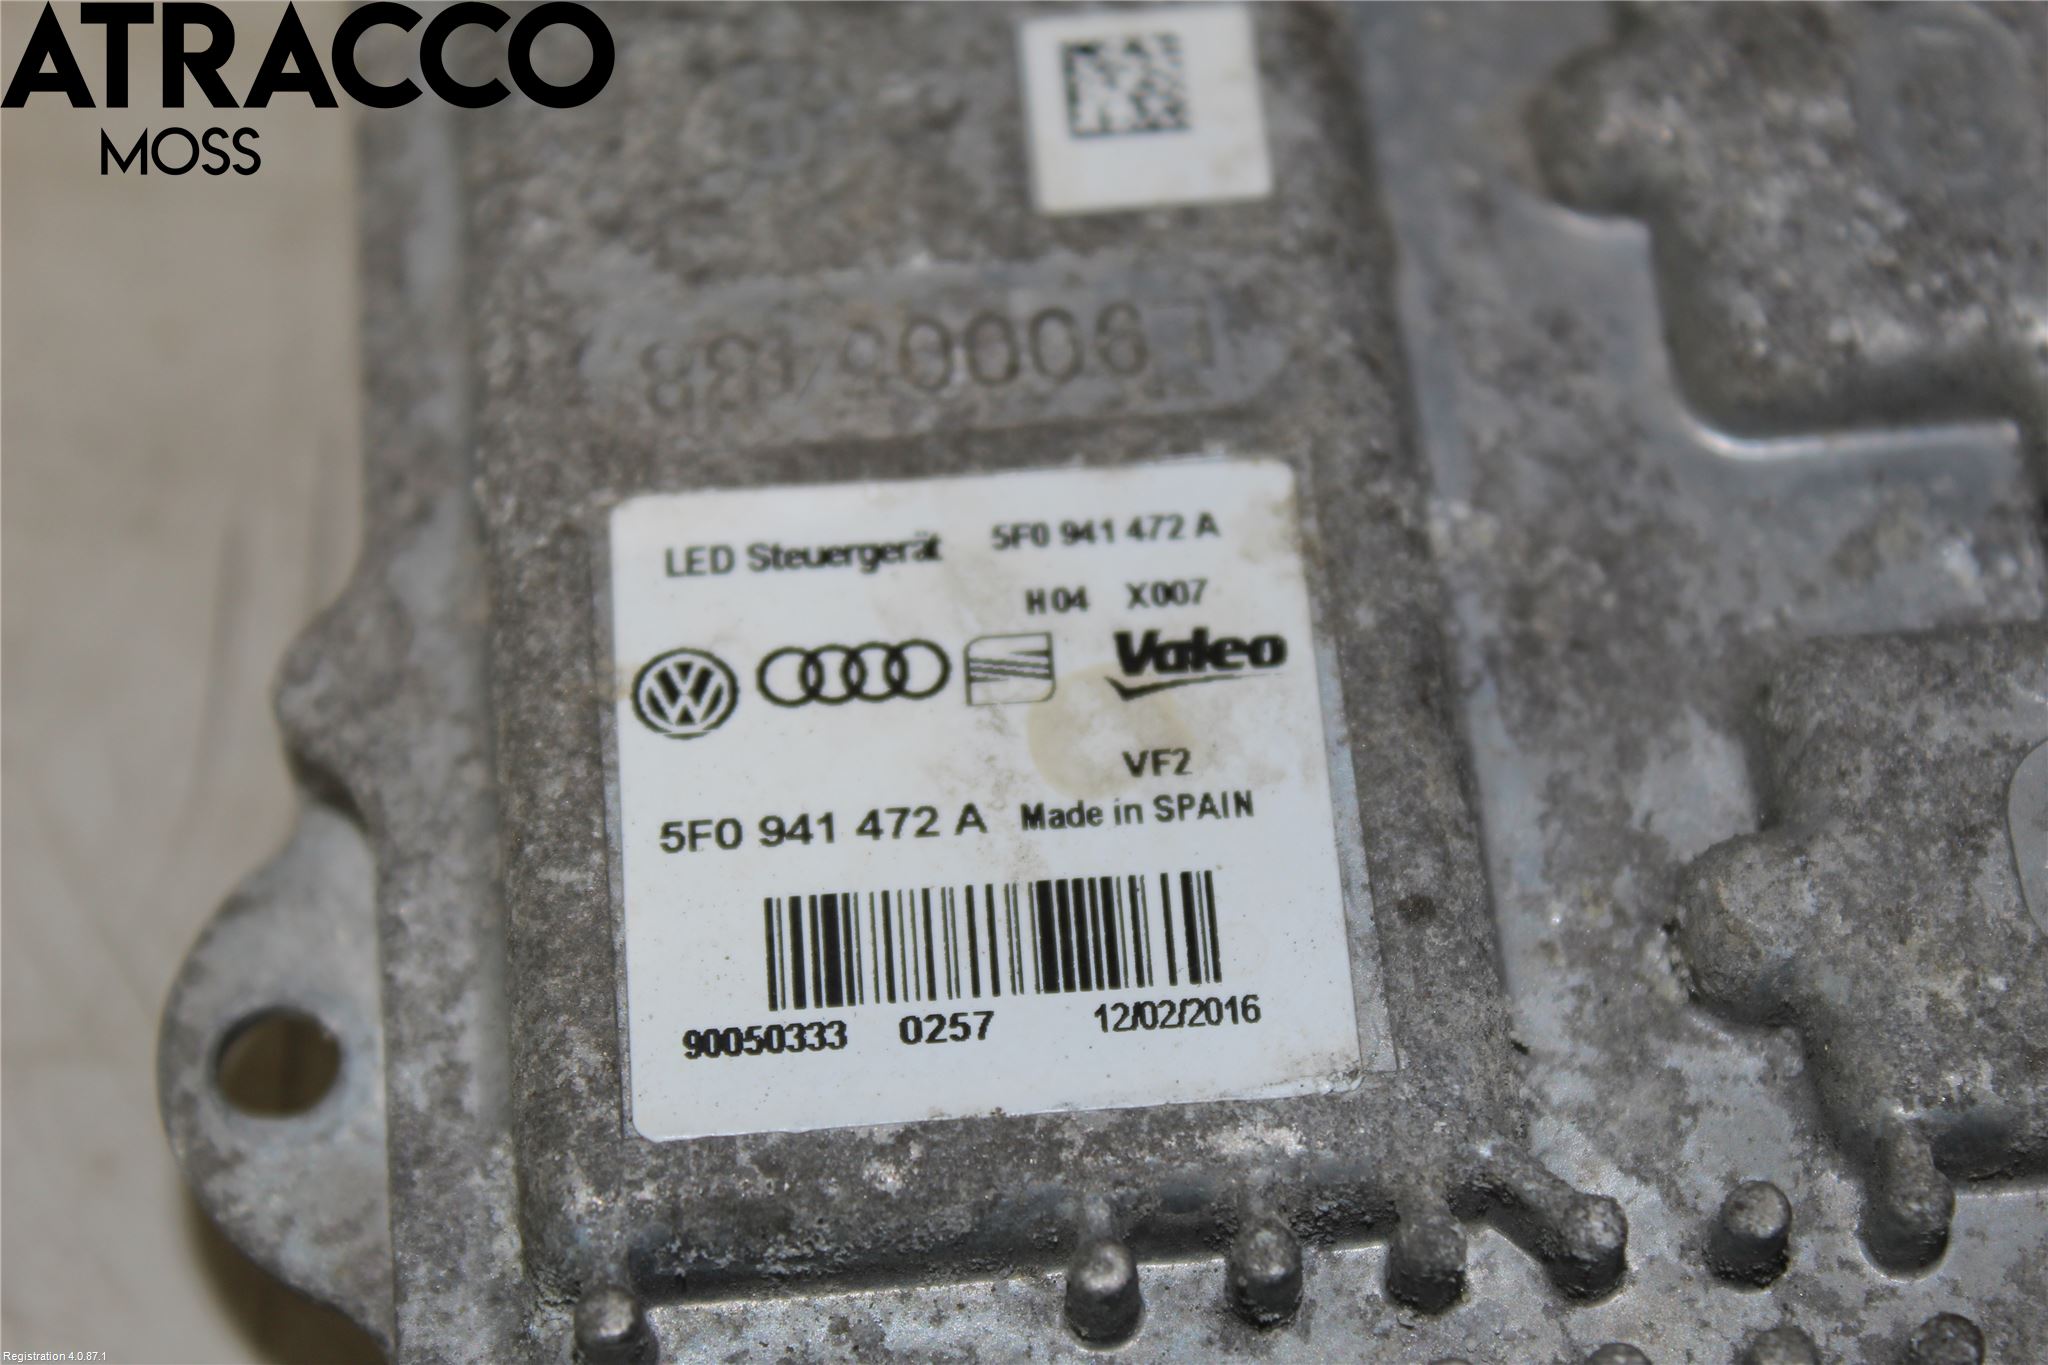 ATRACCO
MOSS
LED Steuergerät 5F0 941 472 A
H04 X007
Valeo
VF2
5F0 941 472 A Made in SPAIN
90050333 0257 12/02/2016
Registration 4.0.87.1